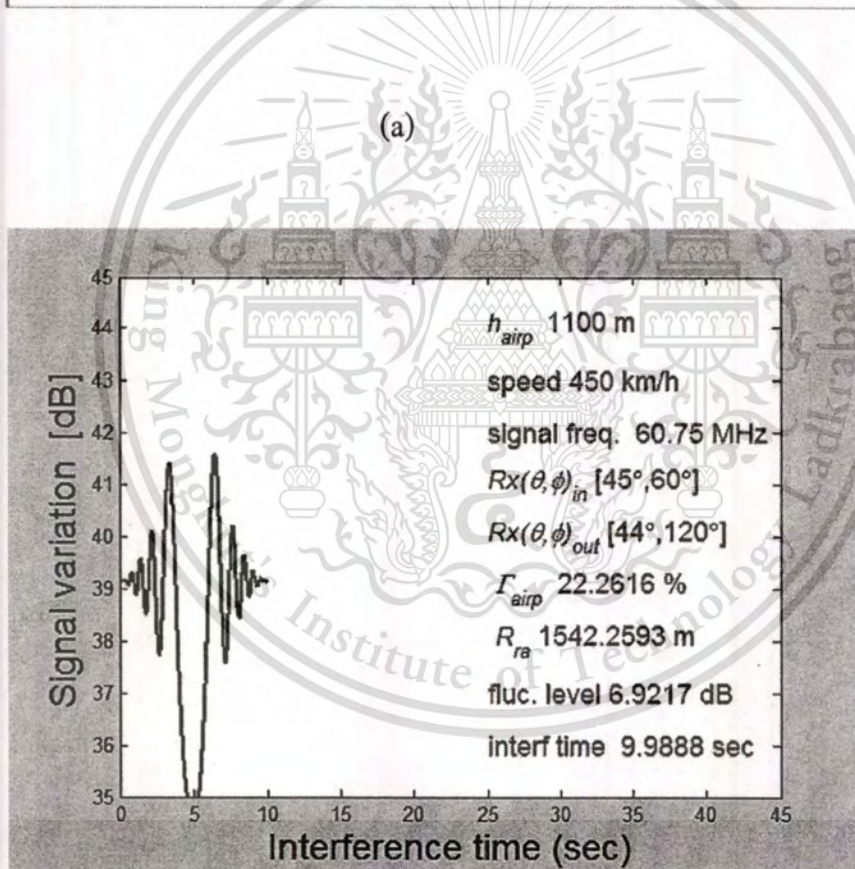 (a)
King Mongkut's Institute of Technology Ladkrabang
45
44
43
42
41
40
39
38
37
36
35
Signal variation [dB]
h_airp 1100 m
speed 450 km/h
signal freq. 60.75 MHz
Rx(θ,ϕ)_in [45°,60°]
Rx(θ,ϕ)_out [44°,120°]
Γ_airp 22.2616 %
R_ra 1542.2593 m
fluc. level 6.9217 dB
interf time 9.9888 sec
0 5 10 15 20 25 30 35 40 45
Interference time (sec)